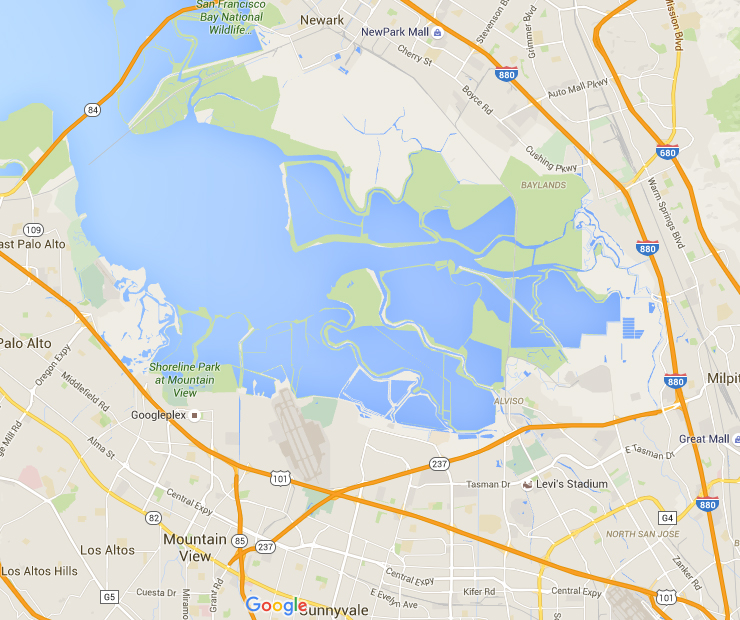 San Francisco
Bay National
Wildlife...
Newark
NewPark Mall
Stevenson Bl
Grimmer Blvd
Mission Blvd
Cherry St
880
Auto Mall Pkwy
Boyce Rd
84
Cushing Pkwy
680
BAYLANDS
Warm Springs Blvd
109
ast Palo Alto
880
Palo Alto
Oregon Expy
Shoreline Park
at Mountain
View
Middlefield Rd
880
Milpit
ALVISO
Googleplex
ge Mill Rd
Alma St
Great Mall
237
E Tasman Dr
101
Tasman Dr
Levi's Stadium
Central Expy
880
82
G4
Mountain
View
85
237
Los Altos
NORTH SAN JOSE
Los Altos Hills
Zanker Rd
Central Expy
Cuesta Dr
Grant Rd
Miramo
Kifer Rd
Central Expy
G5
E Evelyn Ave
101
Google
Sunnyvale